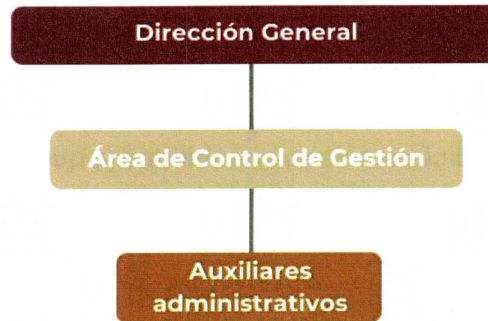 Dirección General
Área de Control de Gestión
Auxiliares
administrativos